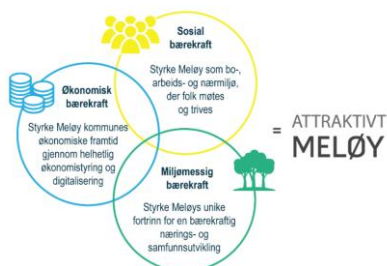 Sosial
bærekraft
Styrke Meløy som bo-,
arbeids- og nærmiljø,
der folk møtes
og trives
Økonomisk
bærekraft
Styrke Meløy kommunes
økonomiske framtid
gjennom helhetlig
økonomistyring og
digitalisering
Miljømessig
bærekraft
Styrke Meløys unike
fortrinn for en bærekraftig
nærings- og
samfunnsutvikling
= ATTRAKTIVT
MELØY